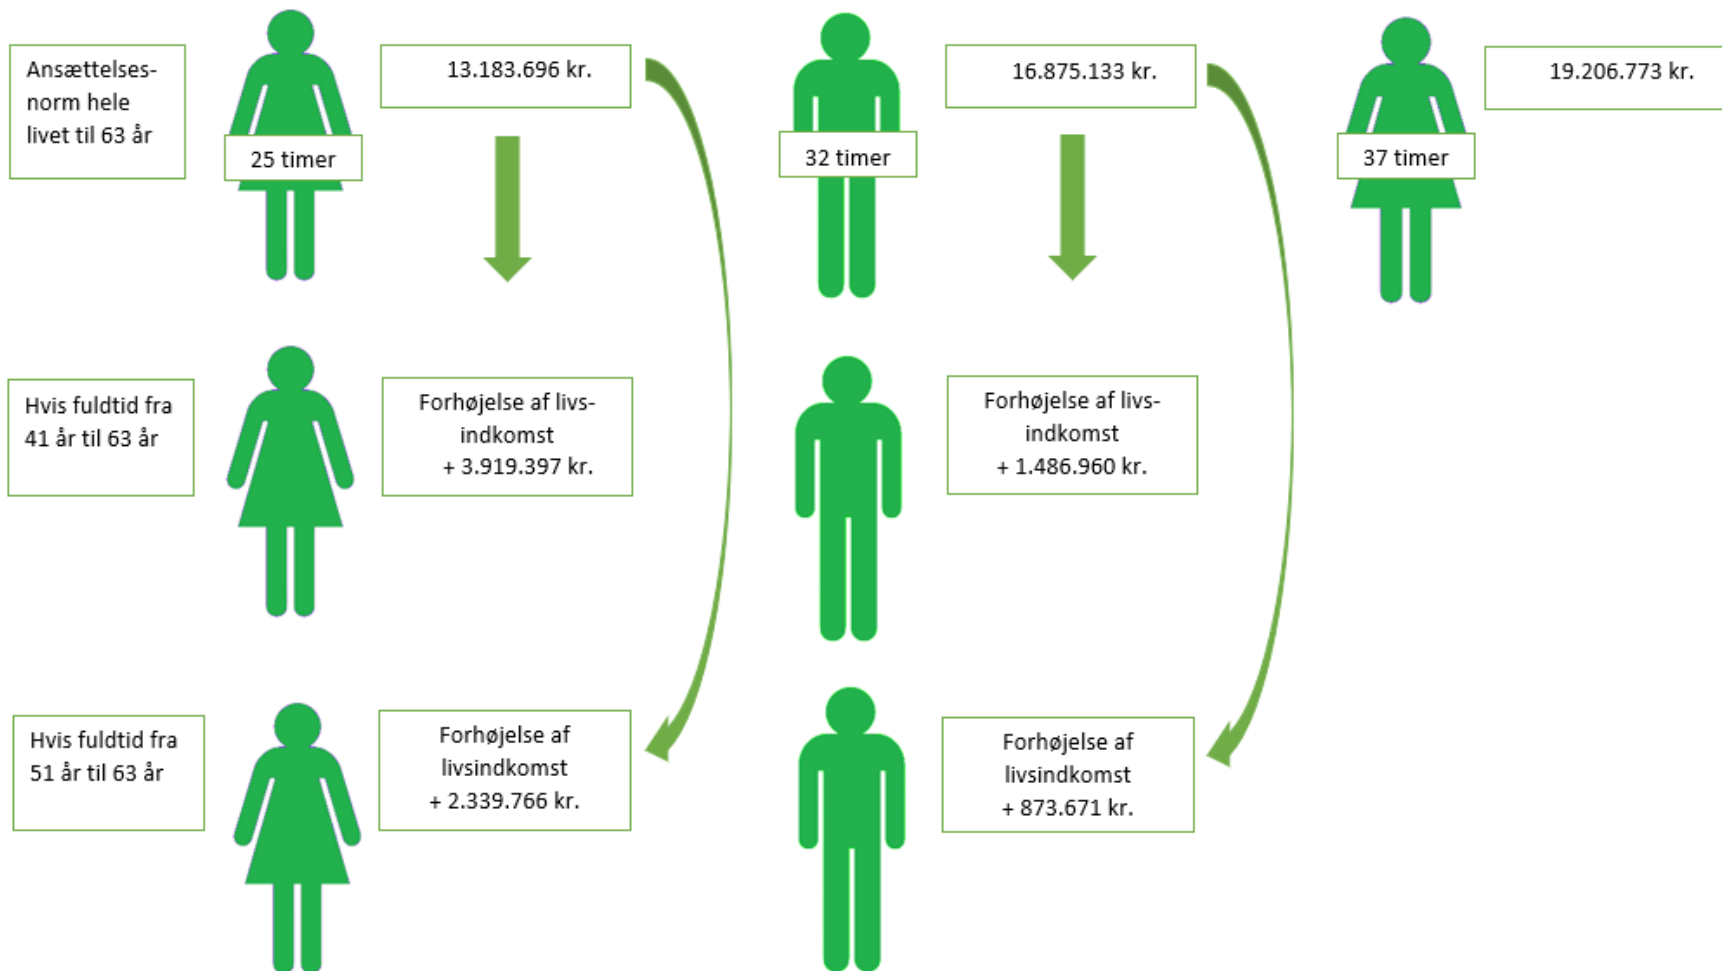 Ansættelses-
norm hele
livet til 63 år
25 timer
13.183.696 kr.
32 timer
16.875.133 kr.
37 timer
19.206.773 kr.
Hvis fuldtid fra
41 år til 63 år
Forhøjelse af livs-
indkomst
+ 3.919.397 kr.
Forhøjelse af livs-
indkomst
+ 1.486.960 kr.
Hvis fuldtid fra
51 år til 63 år
Forhøjelse af
livsindkomst
+ 2.339.766 kr.
Forhøjelse af
livsindkomst
+ 873.671 kr.